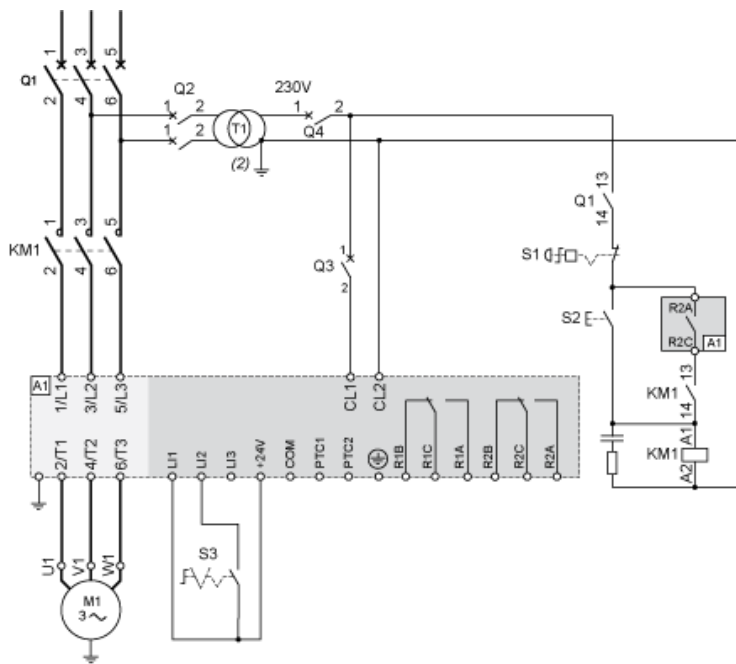 1 3 5
Q1
2 4 6
Q2
1 2
1 2
T1
(2)
230V
1 2
Q4
13
Q1
14
1 3 5
KM1
2 4 6
1
Q3
2
S1
S2
R2A
R2C A1
13
KM1
14
A1
KM1
A2
A1
1/L1 3/L2 5/L3 CL1 CL2
2/T1 4/T2 6/T3 LI1 LI2 LI3 +24V COM PTC1 PTC2 R1B R1C R1A R2B R2C R2A
S3
U1 V1 W1
M1
3